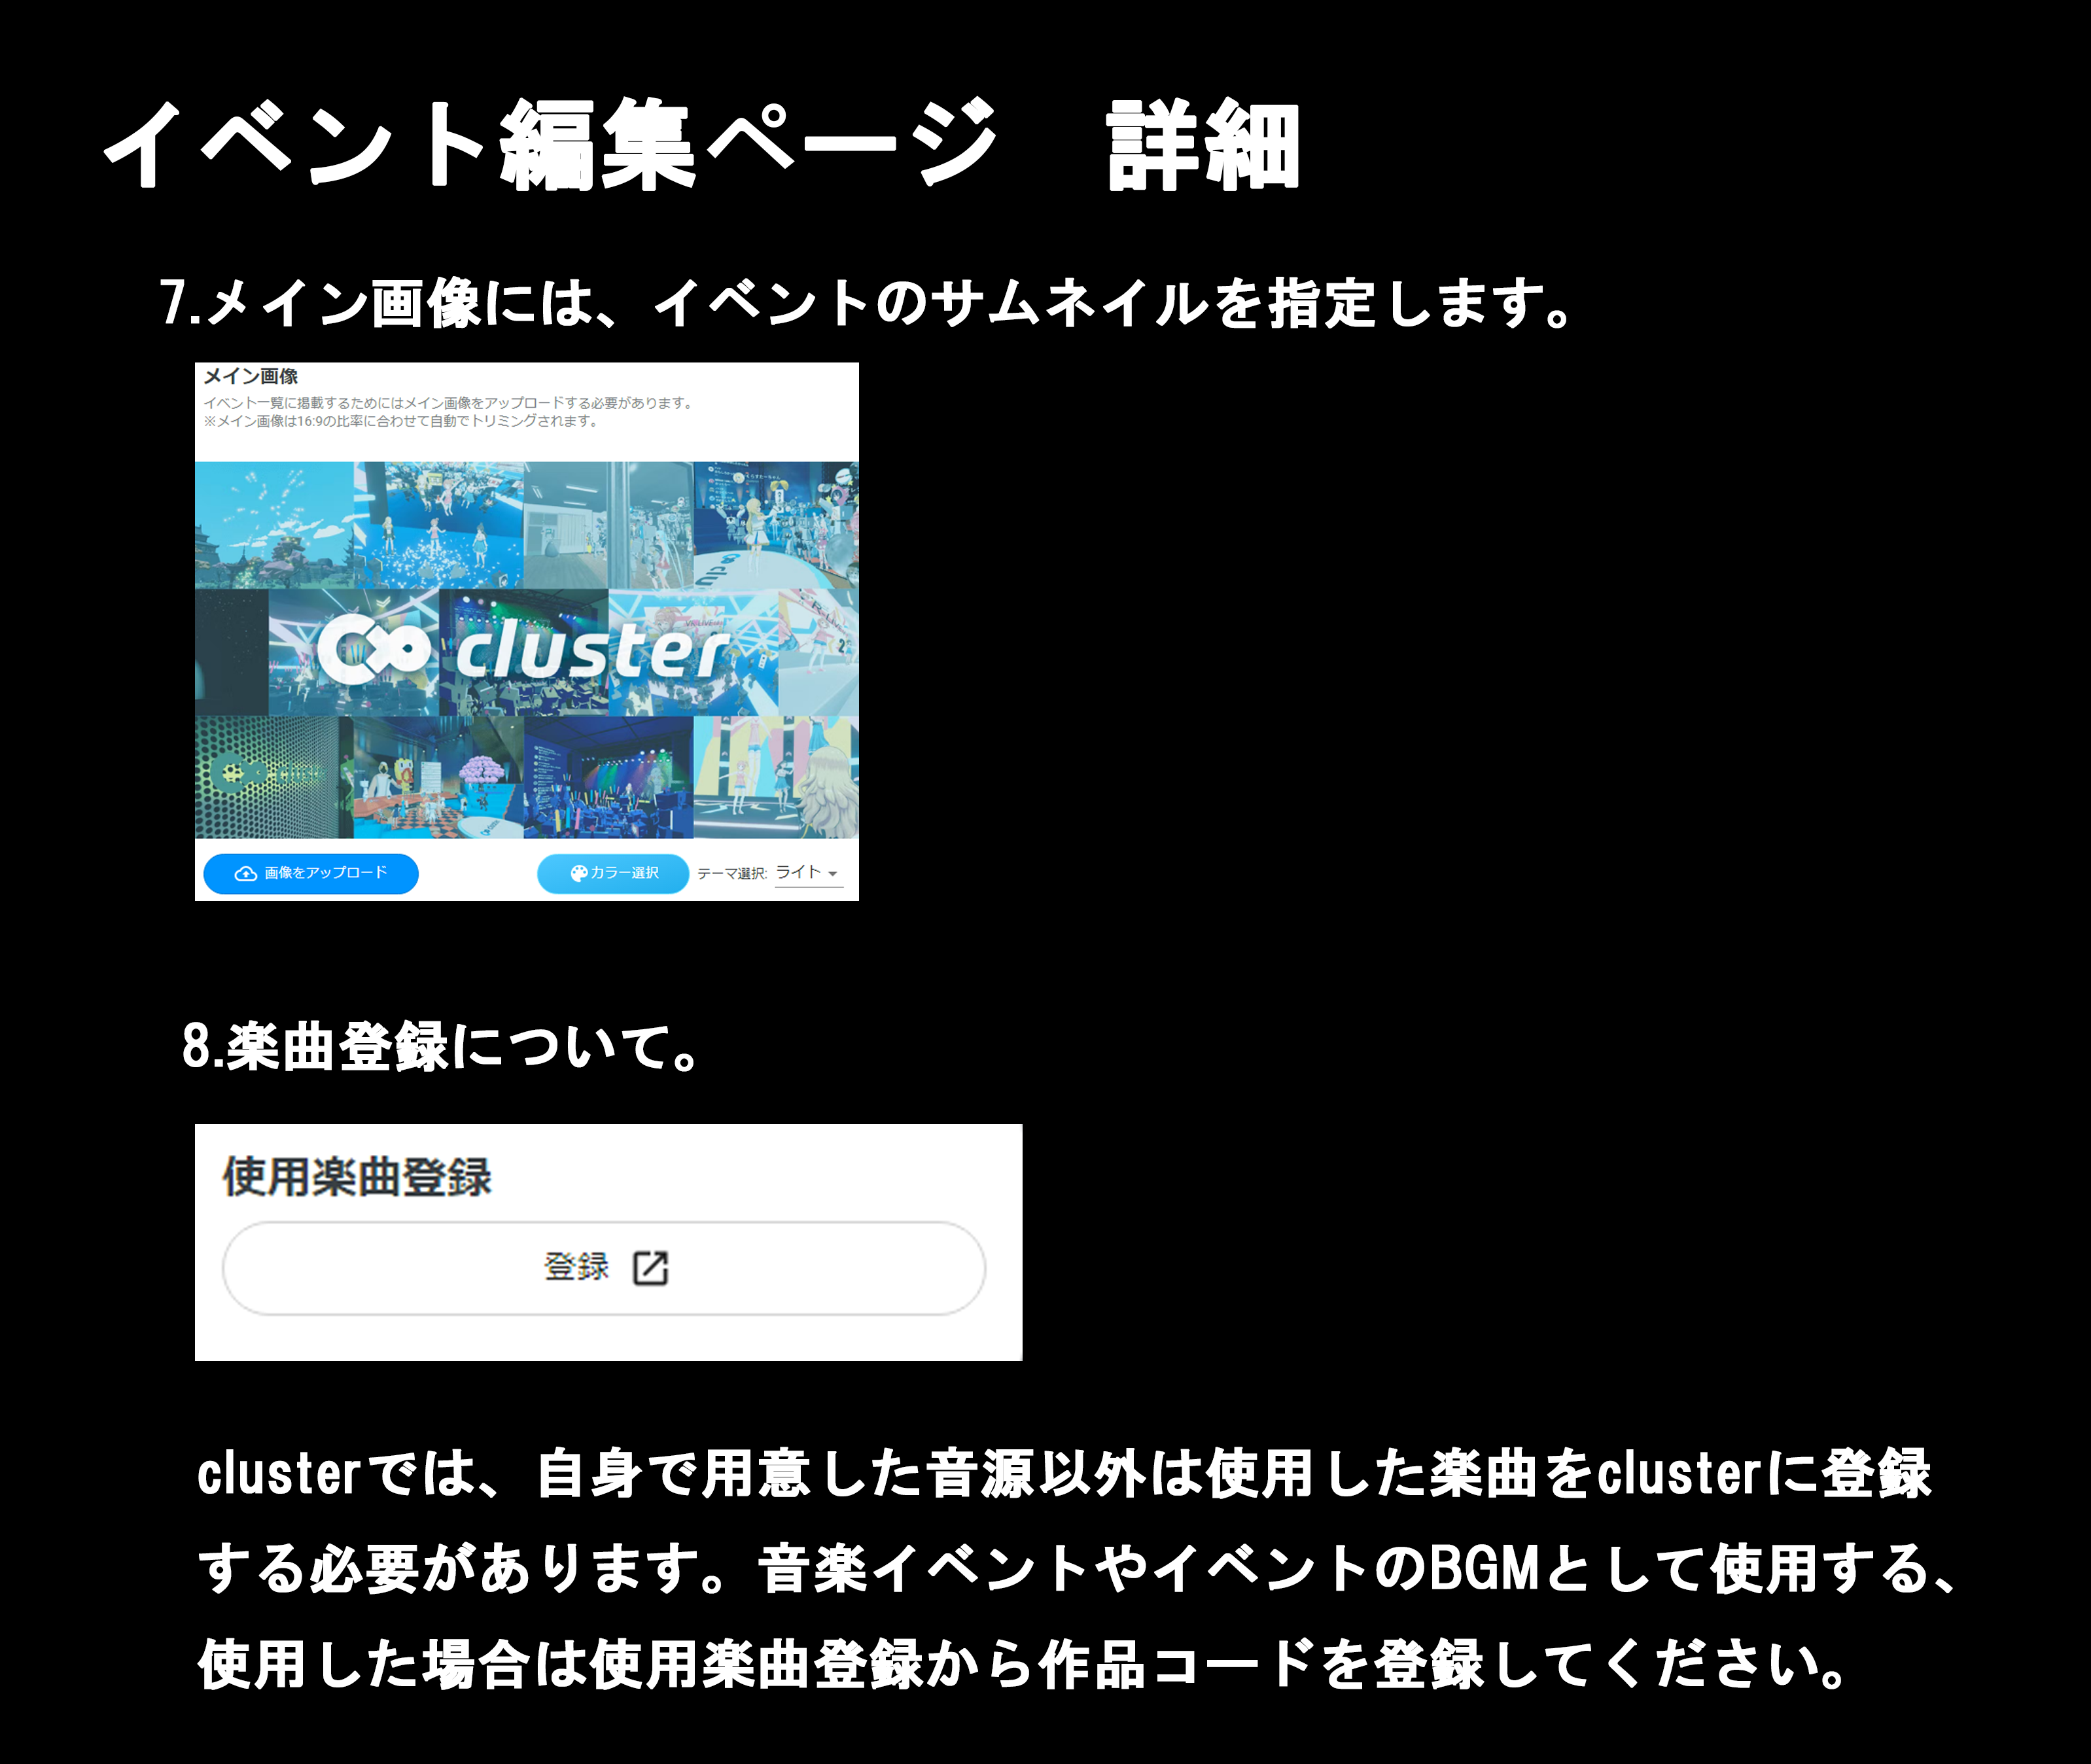 イベント編集ページ　詳細
7.メイン画像には、イベントのサムネイルを指定します。
メイン画像
イベント一覧に掲載するためにはメイン画像をアップロードする必要があります。
※メイン画像は16:9の比率に合わせて自動でトリミングされます。
cluster
画像をアップロード
カラー選択
テーマ選択: ライト
8.楽曲登録について。
使用楽曲登録
登録
clusterでは、自身で用意した音源以外は使用した楽曲をclusterに登録
する必要があります。音楽イベントやイベントのBGMとして使用する、
使用した場合は使用楽曲登録から作品コードを登録してください。